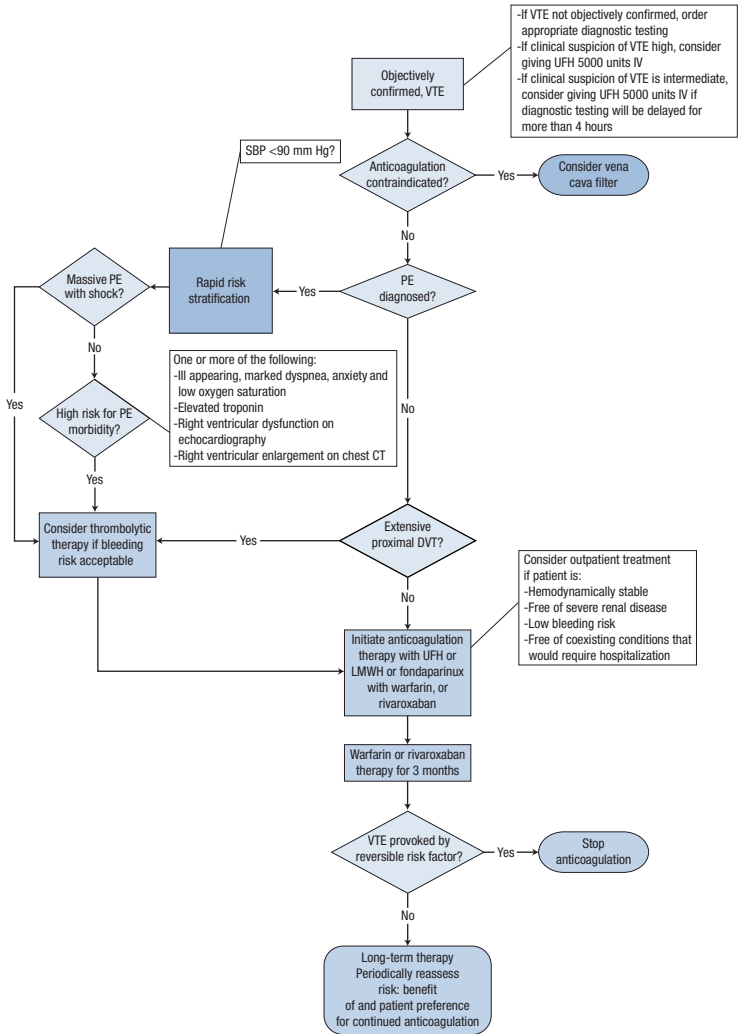 -If VTE not objectively confirmed, order
appropriate diagnostic testing
-If clinical suspicion of VTE high, consider
giving UFH 5000 units IV
-If clinical suspicion of VTE is intermediate,
consider giving UFH 5000 units IV if
diagnostic testing will be delayed for
more than 4 hours
Objectively
confirmed, VTE
SBP <90 mm Hg?
Anticoagulation
contraindicated?
Yes
Consider vena
cava filter
No
Massive PE
with shock?
Rapid risk
stratification
Yes
PE
diagnosed?
No
One or more of the following:
-Ill appearing, marked dyspnea, anxiety and
low oxygen saturation
-Elevated troponin
-Right ventricular dysfunction on
echocardiography
-Right ventricular enlargement on chest CT
Yes
High risk for PE
morbidity?
No
Yes
Consider thrombolytic
therapy if bleeding
risk acceptable
Yes
Extensive
proximal DVT?
Consider outpatient treatment
if patient is:
-Hemodynamically stable
-Free of severe renal disease
-Low bleeding risk
-Free of coexisting conditions that
would require hospitalization
No
Initiate anticoagulation
therapy with UFH or
LMWH or fondaparinux
with warfarin, or
rivaroxaban
Warfarin or rivaroxaban
therapy for 3 months
VTE provoked by
reversible risk factor?
Yes
Stop
anticoagulation
No
Long-term therapy
Periodically reassess
risk: benefit
of and patient preference
for continued anticoagulation